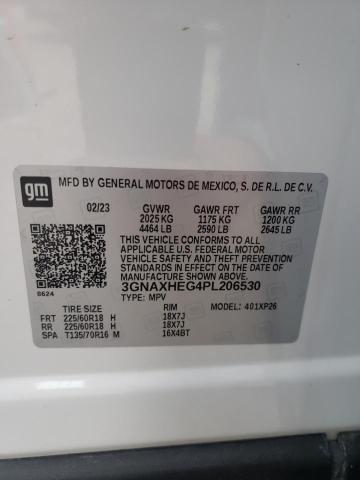 gm
MFD BY GENERAL MOTORS DE MEXICO, S. DE R.L. DE C.V.
02/23 GVWR GAWR FRT GAWR RR
2025 KG 1175 KG 1200 KG
4464 LB 2590 LB 2645 LB
THIS VEHICLE CONFORMS TO ALL
APPLICABLE U.S. FEDERAL MOTOR
VEHICLE SAFETY, BUMPER, AND
THEFT PREVENTION STANDARDS
IN EFFECT ON THE DATE OF
MANUFACTURE SHOWN ABOVE.
3GNAXHEG4PL206530
8624 TYPE: MPV
TIRE SIZE RIM MODEL: 401XP26
FRT 225/60R18 H 18X7J
RR 225/60R18 H 18X7J
SPA T135/70R16 M 16X4BT